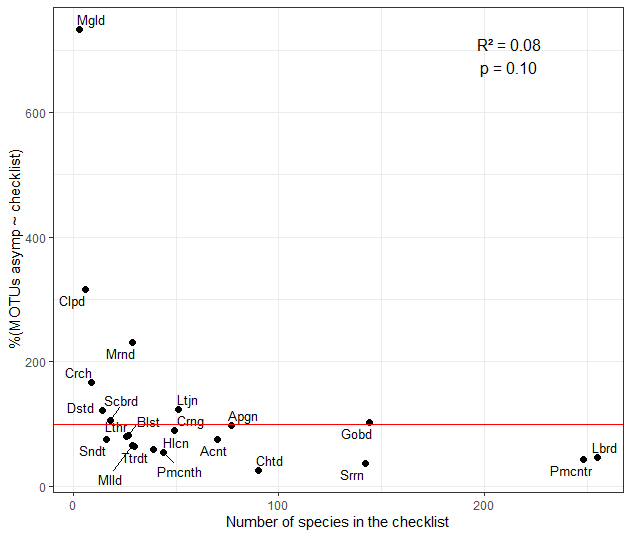 Mgld
R² = 0.08
p = 0.10
600
%(MOTUs asymp ~ checklist)
400
Clpd
Mrnd
200
Crch
Dstd
Scbrd
Ltjn
Lthr
Blst
Crng
Apgn
Gobd
Sndt
Ttrdt
Hlcn
Acnt
Lbrd
Mlld
Pmcnth
Chtd
Srrn
Pmcntr
0
0
100
200
Number of species in the checklist